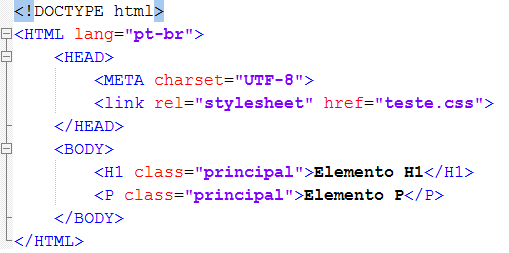 <!DOCTYPE html>
<HTML lang="pt-br">
<HEAD>
<META charset="UTF-8">
<link rel="stylesheet" href="teste.css">
</HEAD>
<BODY>
<H1 class="principal">Elemento H1</H1>
<P class="principal">Elemento P</P>
</BODY>
</HTML>